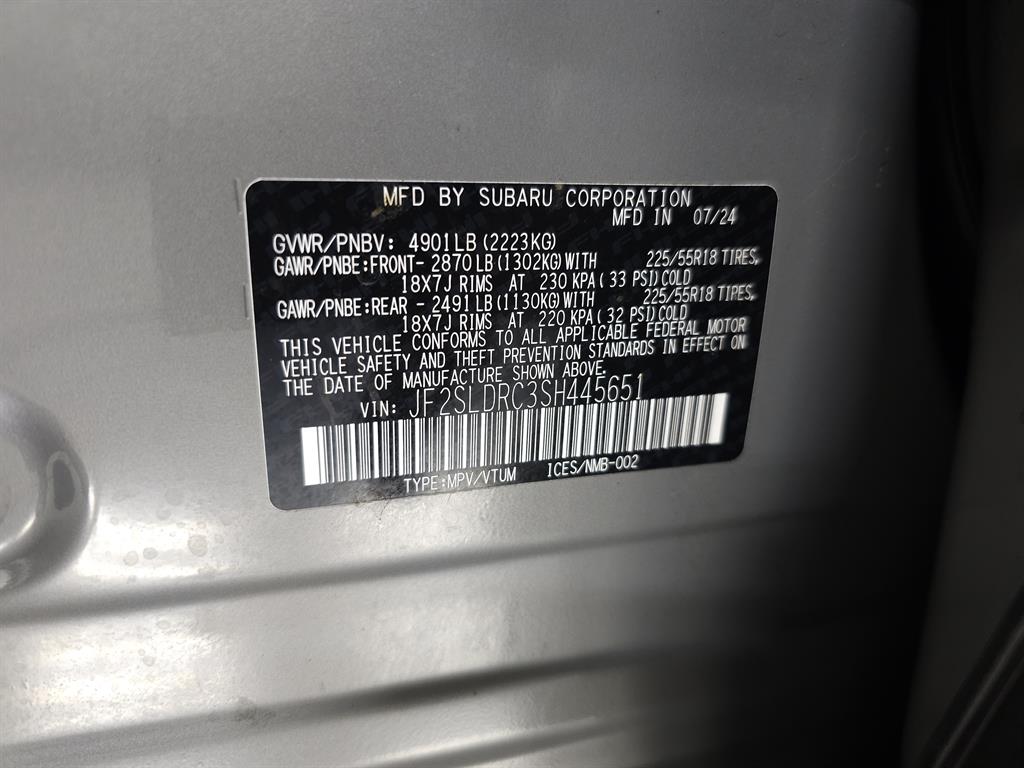 MFD BY SUBARU CORPORATION
MFD IN 07/24
GVWR/PNBV: 4901LB(2223KG)
GAWR/PNBE:FRONT- 2870LB(1302KG)WITH 225/55R18 TIRES,
18X7J RIMS AT 230 KPA( 33 PSI)COLD
GAWR/PNBE:REAR - 2491LB(1130KG)WITH 225/55R18 TIRES,
18X7J RIMS AT 220 KPA( 32 PSI)COLD
THIS VEHICLE CONFORMS TO ALL APPLICABLE FEDERAL MOTOR
VEHICLE SAFETY AND THEFT PREVENTION STANDARDS IN EFFECT ON
THE DATE OF MANUFACTURE SHOWN ABOVE.
VIN: JF2SLDRC3SH445651
TYPE:MPV/VTUM ICES/NMB-002